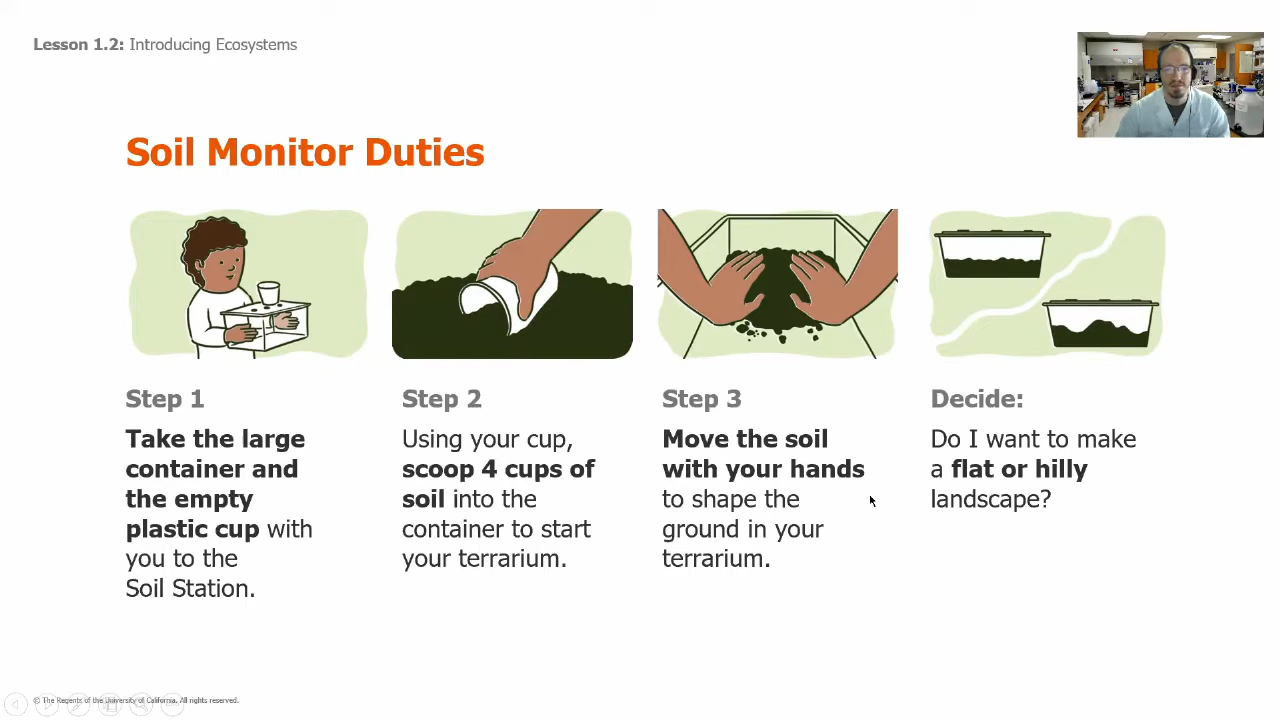 Lesson 1.2: Introducing Ecosystems
Soil Monitor Duties
Step 1
Take the large
container and
the empty
plastic cup with
you to the
Soil Station.
Step 2
Using your cup,
scoop 4 cups of
soil into the
container to start
your terrarium.
Step 3
Move the soil
with your hands
to shape the
ground in your
terrarium.
Decide:
Do I want to make
a flat or hilly
landscape?
© The Regents of the University of California. All rights reserved.